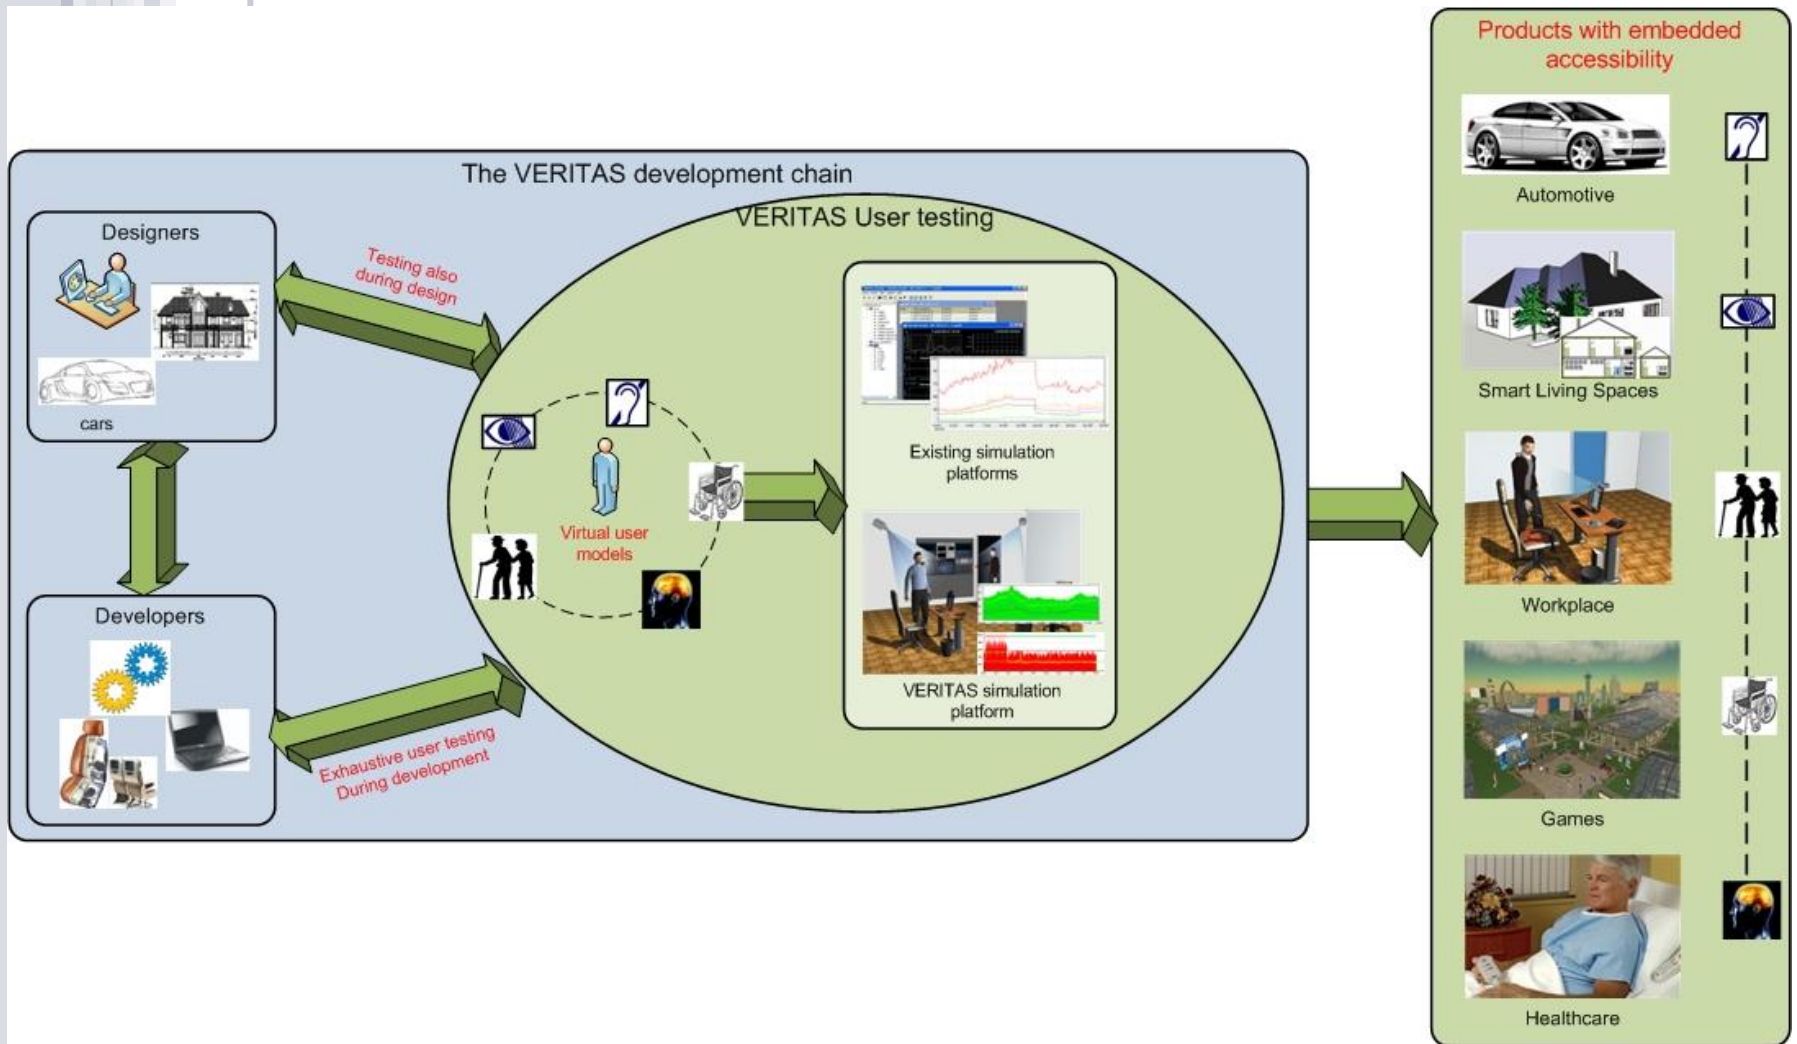 Products with embedded
accessibility
Automotive
Smart Living Spaces
Workplace
Games
Healthcare
The VERITAS development chain
VERITAS User testing
Designers
cars
Testing also
during design
Developers
Exhaustive user testing
During development
Virtual user
models
Existing simulation
platforms
VERITAS simulation
platform